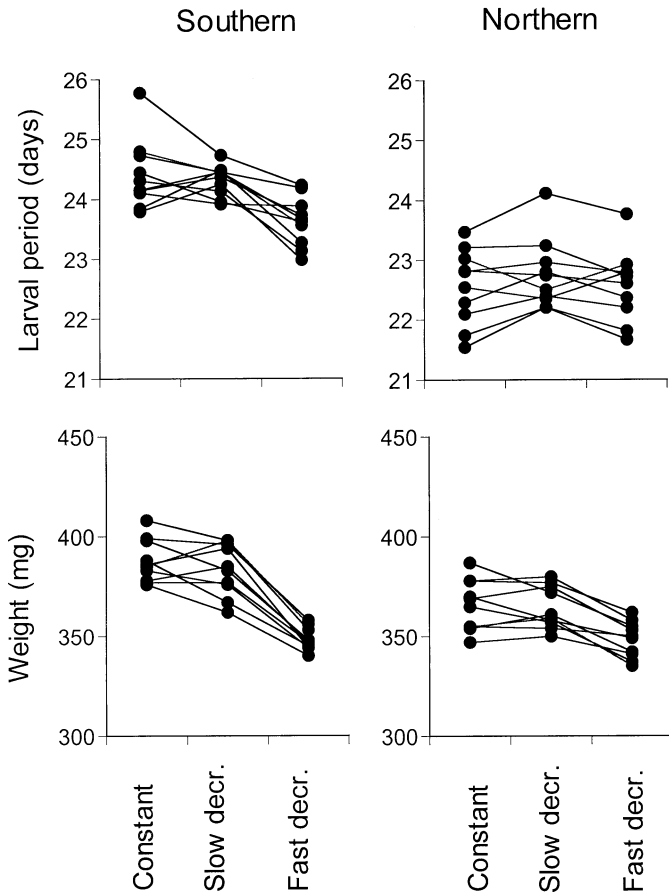 Southern
Northern
Larval period (days)
26
25
24
23
22
21
26
25
24
23
22
21
Weight (mg)
450
400
350
300
450
400
350
300
Constant
Slow decr.
Fast decr.
Constant
Slow decr.
Fast decr.